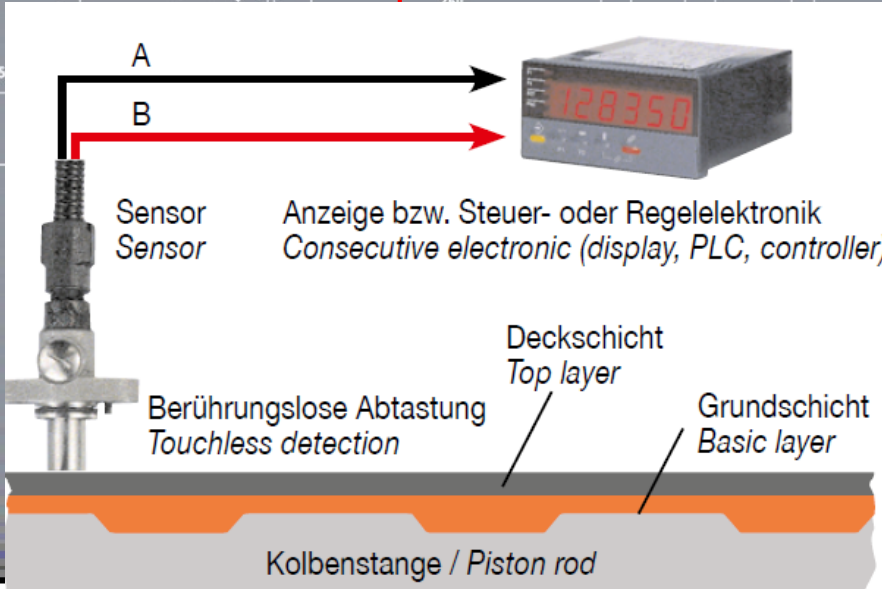 A
B
128350
Sensor
Sensor
Anzeige bzw. Steuer- oder Regelelektronik
Consecutive electronic (display, PLC, controller)
Deckschicht
Top layer
Berührungslose Abtastung
Touchless detection
Grundschicht
Basic layer
Kolbenstange / Piston rod